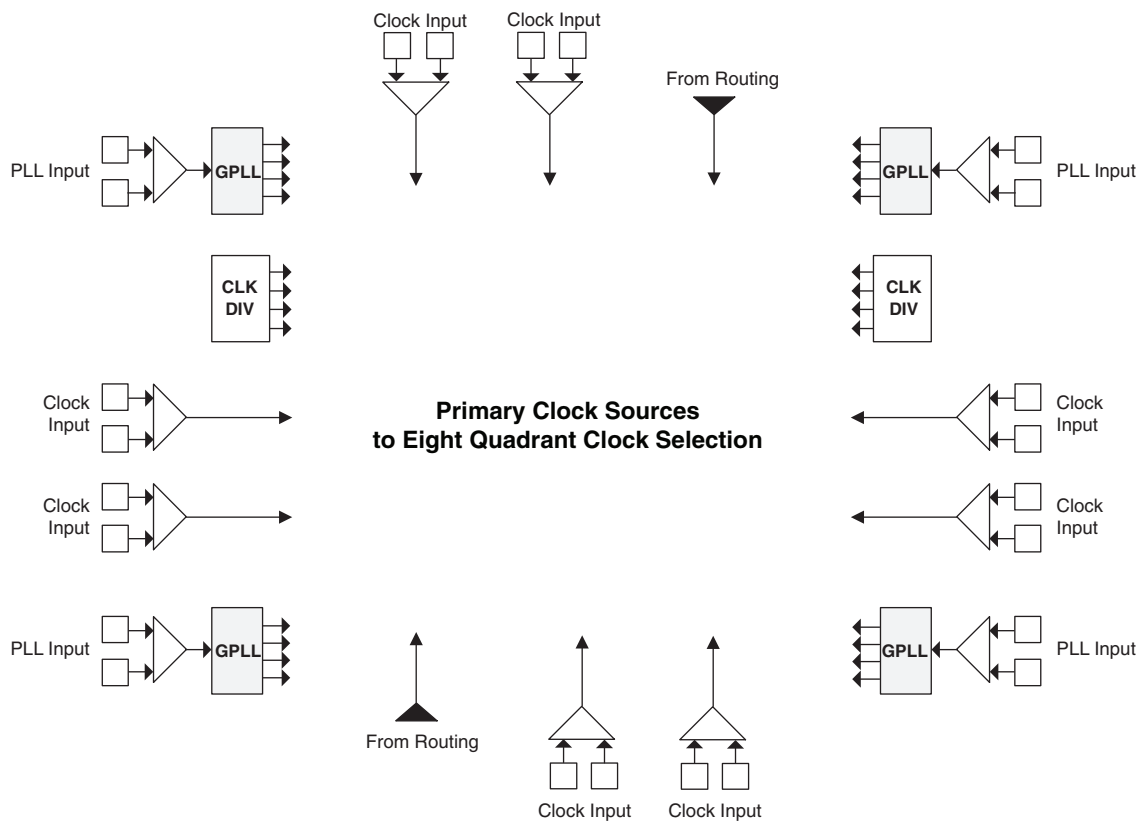 Clock Input
Clock Input
From Routing
PLL Input
GPLL
GPLL
PLL Input
CLK
DIV
CLK
DIV
Clock
Input
Primary Clock Sources
to Eight Quadrant Clock Selection
Clock
Input
Clock
Input
Clock
Input
PLL Input
GPLL
GPLL
PLL Input
From Routing
Clock Input
Clock Input